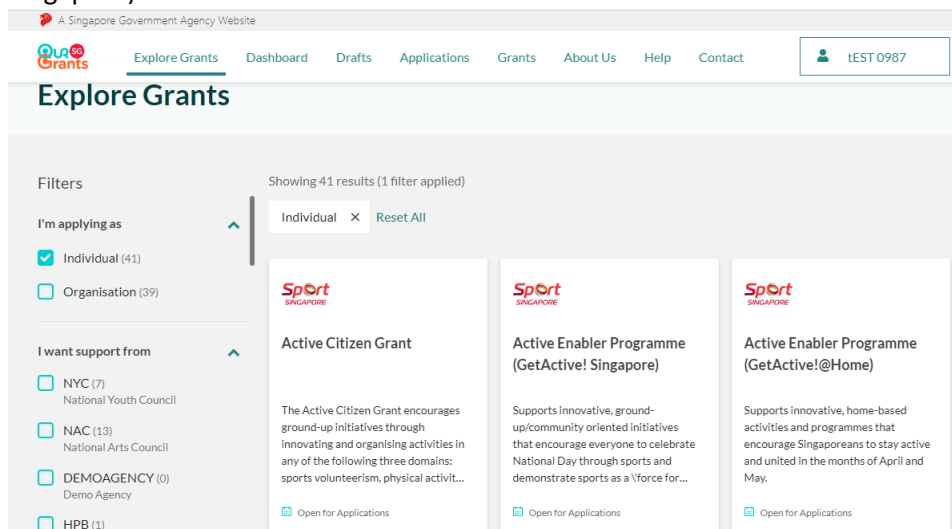 A Singapore Government Agency Website
OurSG
Grants
Explore Grants
Dashboard
Drafts
Applications
Grants
About Us
Help
Contact
tEST 0987
Explore Grants
Filters
Showing 41 results (1 filter applied)
I'm applying as
Individual ×
Reset All
Individual (41)
Organisation (39)
I want support from
NYC (7)
National Youth Council
NAC (13)
National Arts Council
DEMOAGENCY (0)
Demo Agency
HPB (1)
Sport
SINGAPORE
Active Citizen Grant
The Active Citizen Grant encourages
ground-up initiatives through
innovating and organising activities in
any of the following three domains:
sports volunteerism, physical activit...
Open for Applications
Sport
SINGAPORE
Active Enabler Programme
(GetActive! Singapore)
Supports innovative, ground-
up/community oriented initiatives
that encourage everyone to celebrate
National Day through sports and
demonstrate sports as a \'force for...
Open for Applications
Sport
SINGAPORE
Active Enabler Programme
(GetActive!@Home)
Supports innovative, home-based
activities and programmes that
encourage Singaporeans to stay active
and united in the months of April and
May.
Open for Applications